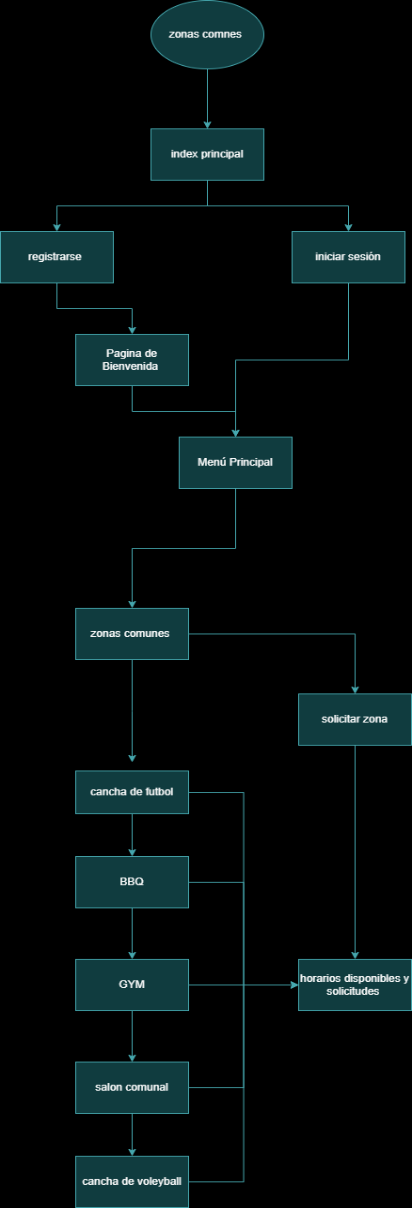 zonas comnes
index principal
registrarse
iniciar sesión
Pagina de
Bienvenida
Menú Principal
zonas comunes
solicitar zona
cancha de futbol
BBQ
GYM
horarios disponibles y
solicitudes
salon comunal
cancha de voleyball